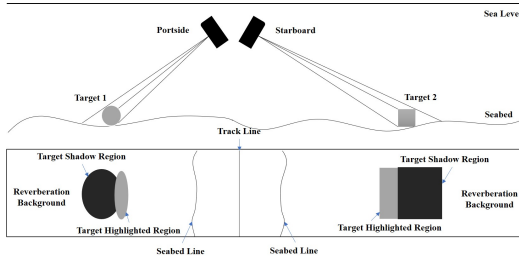 Sea Level
Portside
Starboard
Target 1
Target 2
Seabed
Track Line
Target Shadow Region
Target Shadow Region
Reverberation
Background
Reverberation
Background
Target Highlighted Region
Target Highlighted Region
Seabed Line
Seabed Line